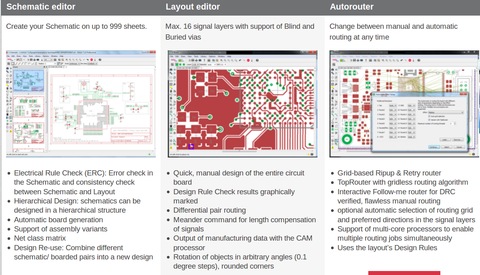 Schematic editor
Create your Schematic on up to 999 sheets.
Electrical Rule Check (ERC): Error check in
the Schematic and consistency check
between Schematic and Layout
Hierarchical Design: schematics can be
designed in a hierarchical structure
Automatic board generation
Support of assembly variants
Net class matrix
Design Re-use: Combine different
schematic/ boarded pairs into a new design
Layout editor
Max. 16 signal layers with support of Blind and
Buried vias
Quick, manual design of the entire circuit
board
Design Rule Check results graphically
marked
Differential pair routing
Meander command for length compensation
of signals
Output of manufacturing data with the CAM
processor
Rotation of objects in arbitrary angles (0.1
degree steps), rounded corners
Autorouter
Change between manual and automatic
routing at any time
Grid-based Ripup & Retry router
TopRouter with gridless routing algorithm
Interactive Follow-me router for DRC
verified, flawless manual routing
optional automatic selection of routing grid
and preferred directions in the signal layers
Support of multi-core processors to enable
multiple routing jobs simultaneously
Uses the layout's Design Rules